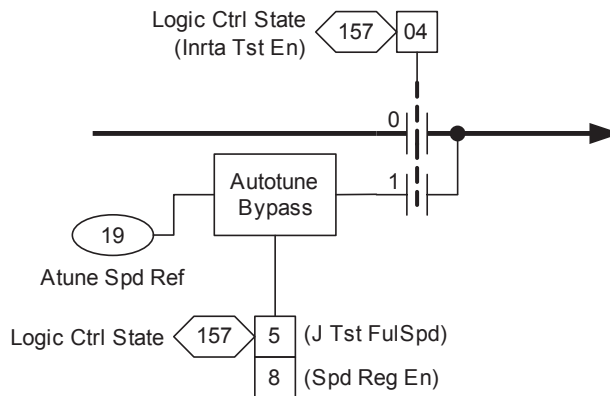 Logic Ctrl State
(Inrta Tst En)
157
04
0
1
Autotune
Bypass
19
Atune Spd Ref
Logic Ctrl State
157
5
(J Tst FulSpd)
8
(Spd Reg En)